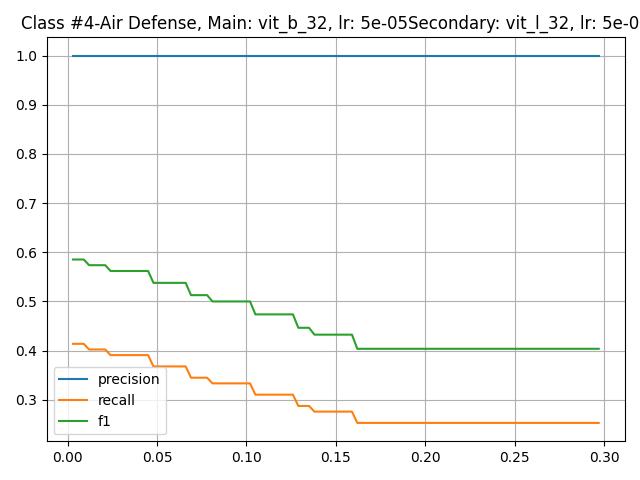 Class #4-Air Defense, Main: vit_b_32, lr: 5e-05Secondary: vit_l_32, lr: 5e-0
1.0
0.9
0.8
0.7
0.6
0.5
0.4
0.3
precision
recall
f1
0.00 0.05 0.10 0.15 0.20 0.25 0.30